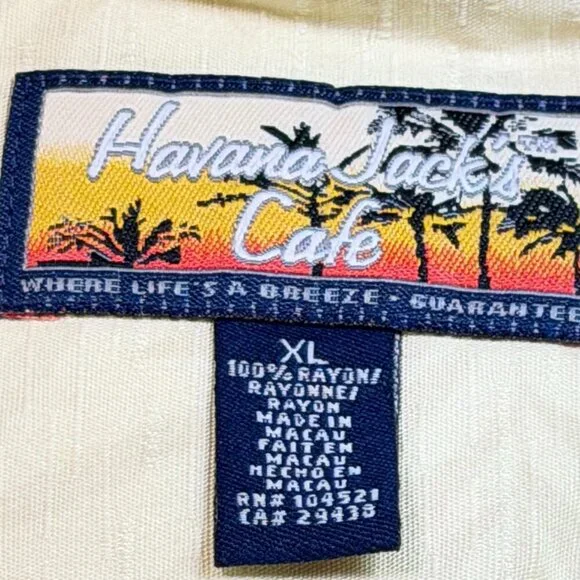 Havana Jack's™
Cafe
WHERE LIFE'S A BREEZE · GUARANTEE
XL
100% RAYON/
RAYONNE/
RAYON
MADE IN
MACAU
FAIT EN
MACAU
HECHO EN
MACAU
RN# 104521
CA# 29438